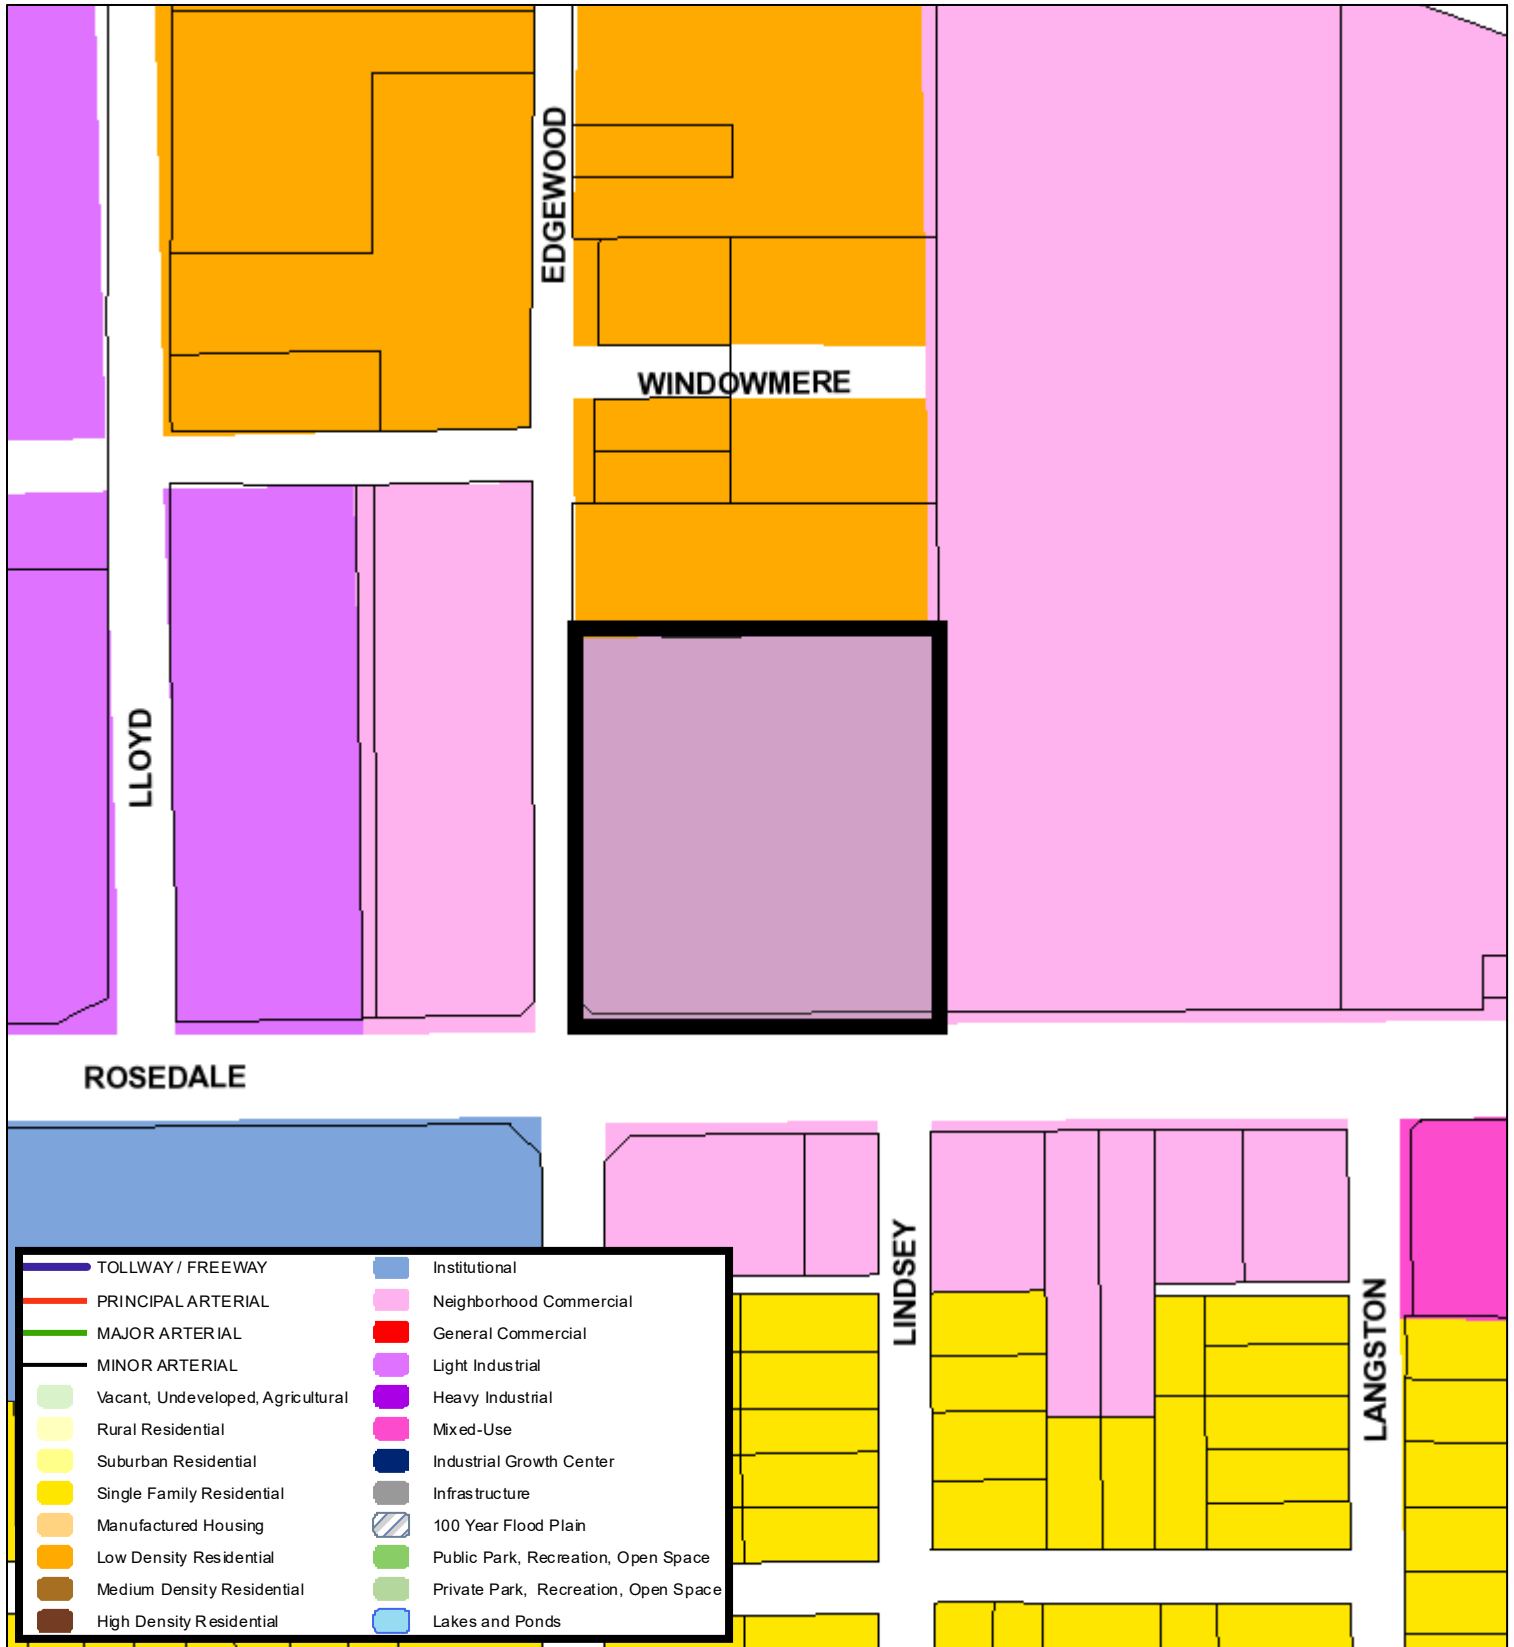 EDGEWOOD
WINDOWMERE
LLOYD
ROSEDALE
LINDSEY
LANGSTON
TOLLWAY / FREEWAY
PRINCIPAL ARTERIAL
MAJOR ARTERIAL
MINOR ARTERIAL
Vacant, Undeveloped, Agricultural
Rural Residential
Suburban Residential
Single Family Residential
Manufactured Housing
Low Density Residential
Medium Density Residential
High Density Residential
Institutional
Neighborhood Commercial
General Commercial
Light Industrial
Heavy Industrial
Mixed-Use
Industrial Growth Center
Infrastructure
100 Year Flood Plain
Public Park, Recreation, Open Space
Private Park, Recreation, Open Space
Lakes and Ponds